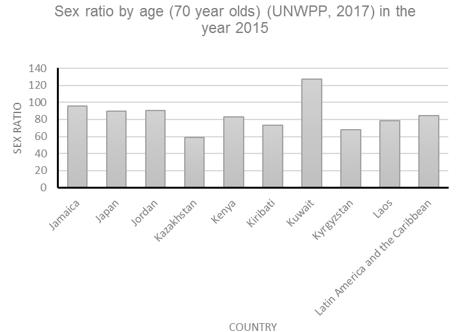 Sex ratio by age (70 year olds) (UNWPP, 2017) in the
year 2015
140
120
100
80
60
40
20
0
SEX RATIO
Jamaica
Japan
Jordan
Kazakhstan
Kenya
Kiribati
Kuwait
Kyrgyzstan
Laos
Latin America and the Caribbean
COUNTRY